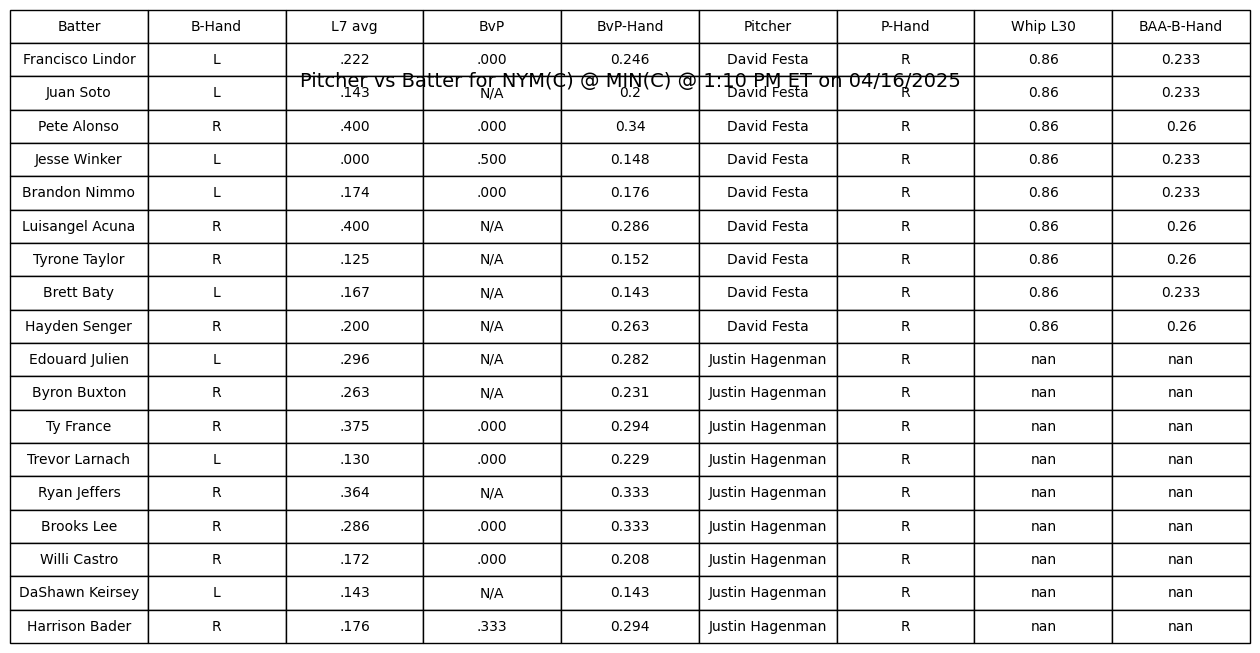 Batter B-Hand L7 avg BvP BvP-Hand Pitcher P-Hand Whip L30 BAA-B-Hand
Francisco Lindor L .222 .000 0.246 David Festa R 0.86 0.233
Pitcher vs Batter for NYM(C) @ MIN(C) @ 1:10 PM ET on 04/16/2025
Juan Soto L .143 N/A 0.2 David Festa R 0.86 0.233
Pete Alonso R .400 .000 0.34 David Festa R 0.86 0.26
Jesse Winker L .000 .500 0.148 David Festa R 0.86 0.233
Brandon Nimmo L .174 .000 0.176 David Festa R 0.86 0.233
Luisangel Acuna R .400 N/A 0.286 David Festa R 0.86 0.26
Tyrone Taylor R .125 N/A 0.152 David Festa R 0.86 0.26
Brett Baty L .167 N/A 0.143 David Festa R 0.86 0.233
Hayden Senger R .200 N/A 0.263 David Festa R 0.86 0.26
Edouard Julien L .296 N/A 0.282 Justin Hagenman R nan nan
Byron Buxton R .263 N/A 0.231 Justin Hagenman R nan nan
Ty France R .375 .000 0.294 Justin Hagenman R nan nan
Trevor Larnach L .130 .000 0.229 Justin Hagenman R nan nan
Ryan Jeffers R .364 N/A 0.333 Justin Hagenman R nan nan
Brooks Lee R .286 .000 0.333 Justin Hagenman R nan nan
Willi Castro R .172 .000 0.208 Justin Hagenman R nan nan
DaShawn Keirsey L .143 N/A 0.143 Justin Hagenman R nan nan
Harrison Bader R .176 .333 0.294 Justin Hagenman R nan nan